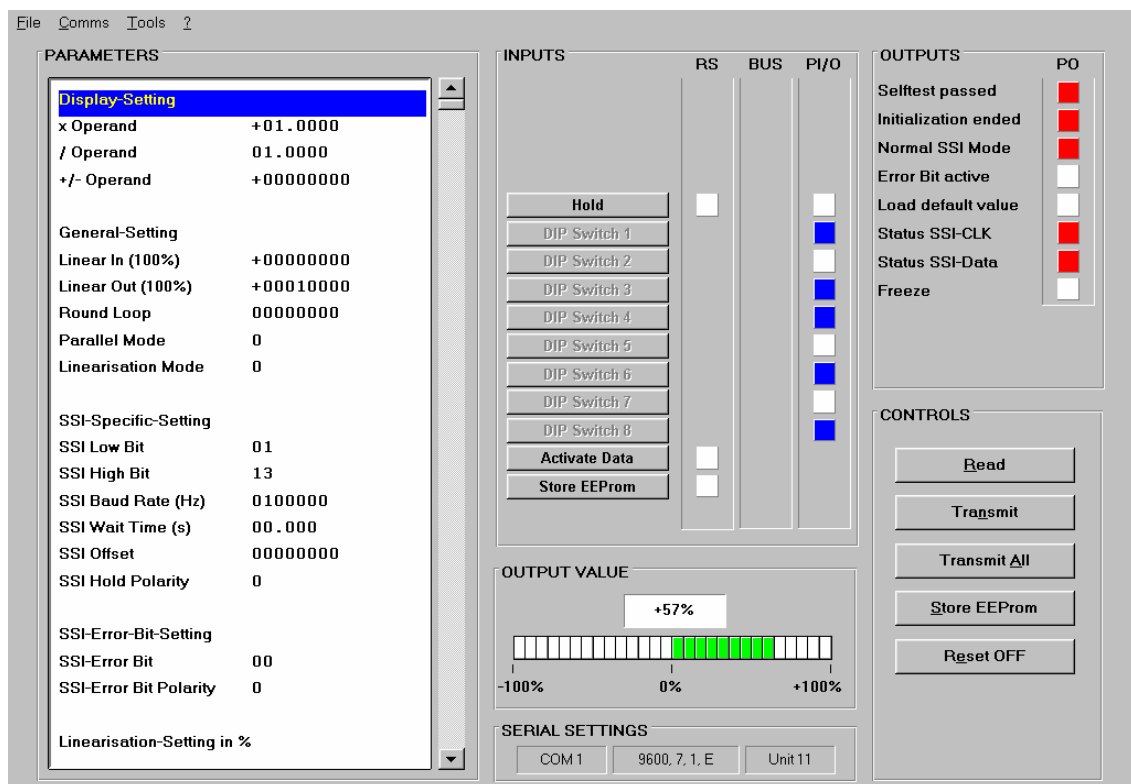 File Comms Tools ?
PARAMETERS
Display-Setting
x Operand +01.0000
/ Operand 01.0000
+/- Operand +00000000
General-Setting
Linear In (100%) +00000000
Linear Out (100%) +00010000
Round Loop 00000000
Parallel Mode 0
Linearisation Mode 0
SSI-Specific-Setting
SSI Low Bit 01
SSI High Bit 13
SSI Baud Rate (Hz) 0100000
SSI Wait Time (s) 00.000
SSI Offset 00000000
SSI Hold Polarity 0
SSI-Error-Bit-Setting
SSI-Error Bit 00
SSI-Error Bit Polarity 0
Linearisation-Setting in %
INPUTS
RS BUS PI/O
Hold
DIP Switch 1
DIP Switch 2
DIP Switch 3
DIP Switch 4
DIP Switch 5
DIP Switch 6
DIP Switch 7
DIP Switch 8
Activate Data
Store EEProm
OUTPUT VALUE
+57%
-100% 0% +100%
SERIAL SETTINGS
COM 1 9600, 7, 1, E Unit 11
OUTPUTS
PO
Selftest passed
Initialization ended
Normal SSI Mode
Error Bit active
Load default value
Status SSI-CLK
Status SSI-Data
Freeze
CONTROLS
Read
Transmit
Transmit All
Store EEProm
Reset OFF